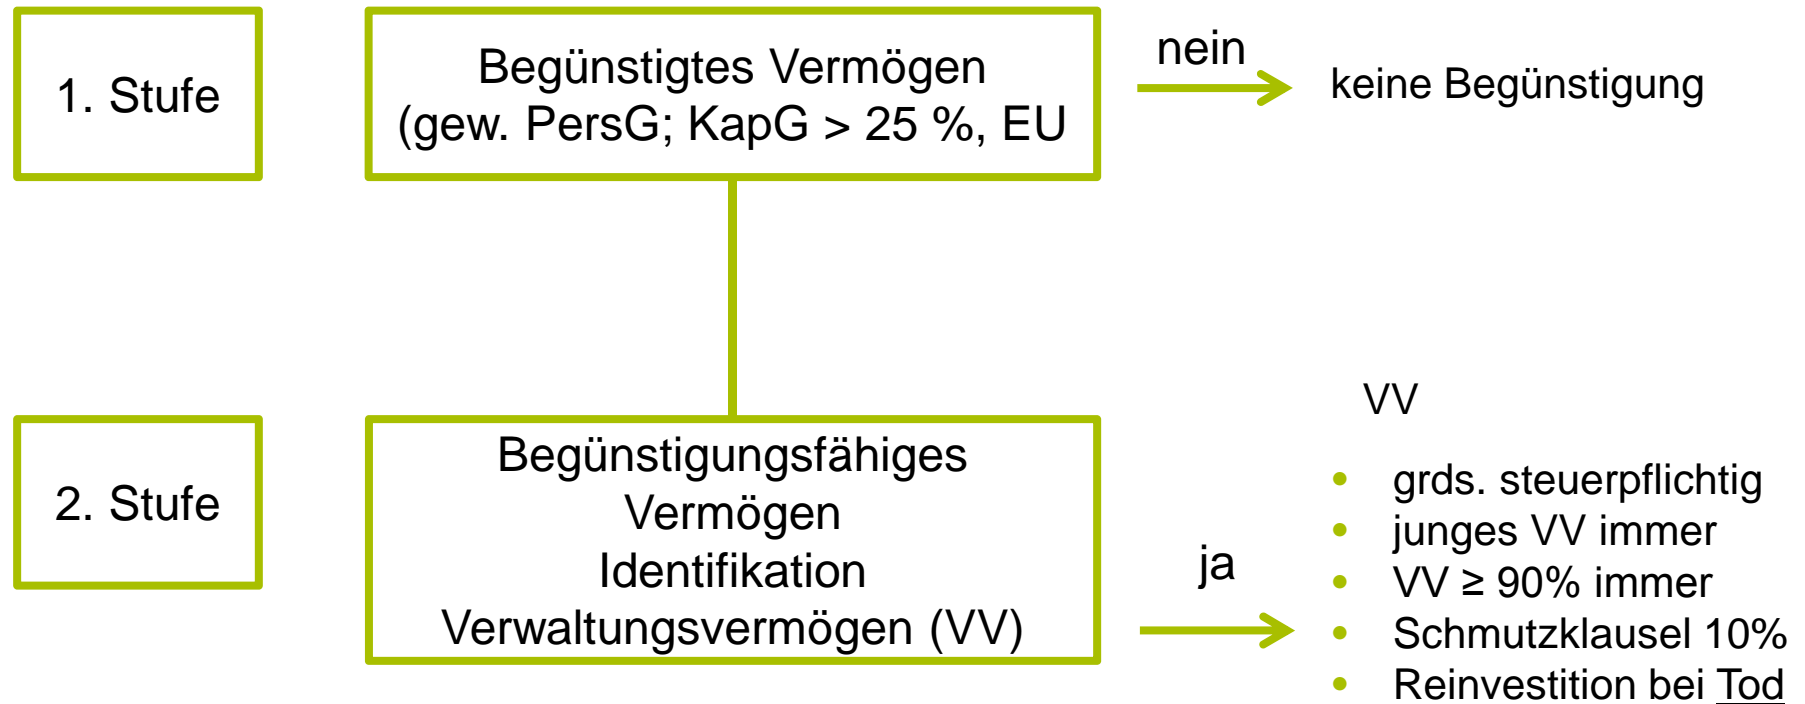 1. Stufe
Begünstigtes Vermögen
(gew. PersG; KapG > 25 %, EU
nein
keine Begünstigung
2. Stufe
Begünstigungsfähiges
Vermögen
Identifikation
Verwaltungsvermögen (VV)
ja
VV
• grds. steuerpflichtig
• junges VV immer
• VV ≥ 90% immer
• Schmutzklausel 10%
• Reinvestition bei Tod